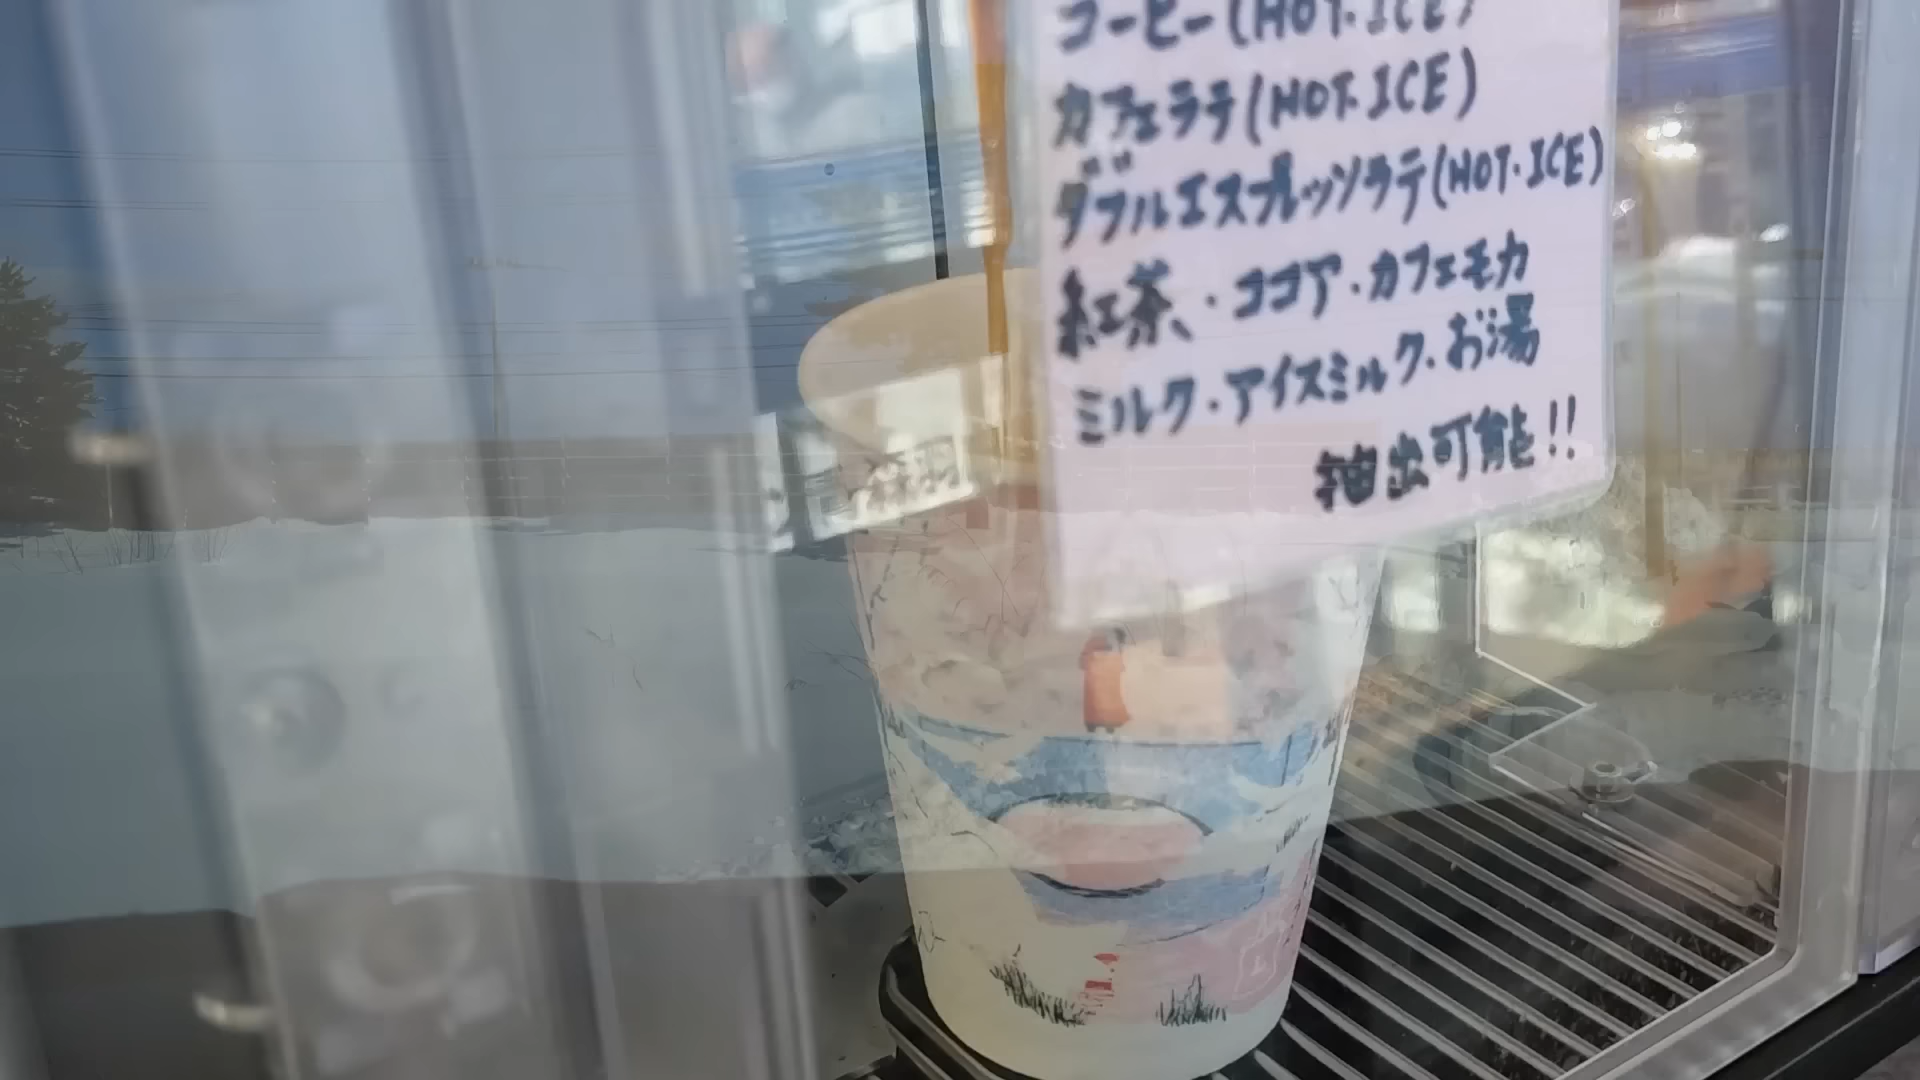 コーヒー(HOT.ICE)
カフェラテ(HOT.ICE)
ダブルエスプレッソラテ(HOT.ICE)
紅茶、・ココア・カフェモカ
ミルク・アイスミルク・お湯
抽出可能!!